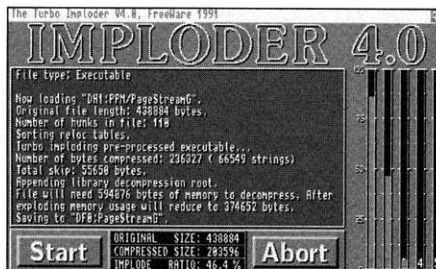 The Turbo Imploder V4.0, FreeWare 1991
IMPLODER 4.0
File type: Executable
Now loading "DH1:PPM/PageStreamG".
Original file length: 438884 bytes.
Number of hunks in file: 110
Sorting reloc tables.
Turbo imploding pre-processed executable...
Number of bytes compressed: 236327 ( 66549 strings)
Total skip: 55650 bytes.
Appending library decompression root.
File will need 594876 bytes of memory to decompress. After
exploding memory usage will reduce to 374652 bytes.
Saving to "DF0:PageStreamG".
Start
ORIGINAL SIZE: 438884
COMPRESSED SIZE: 203596
IMPLODE RATIO: 46.4 %
Abort